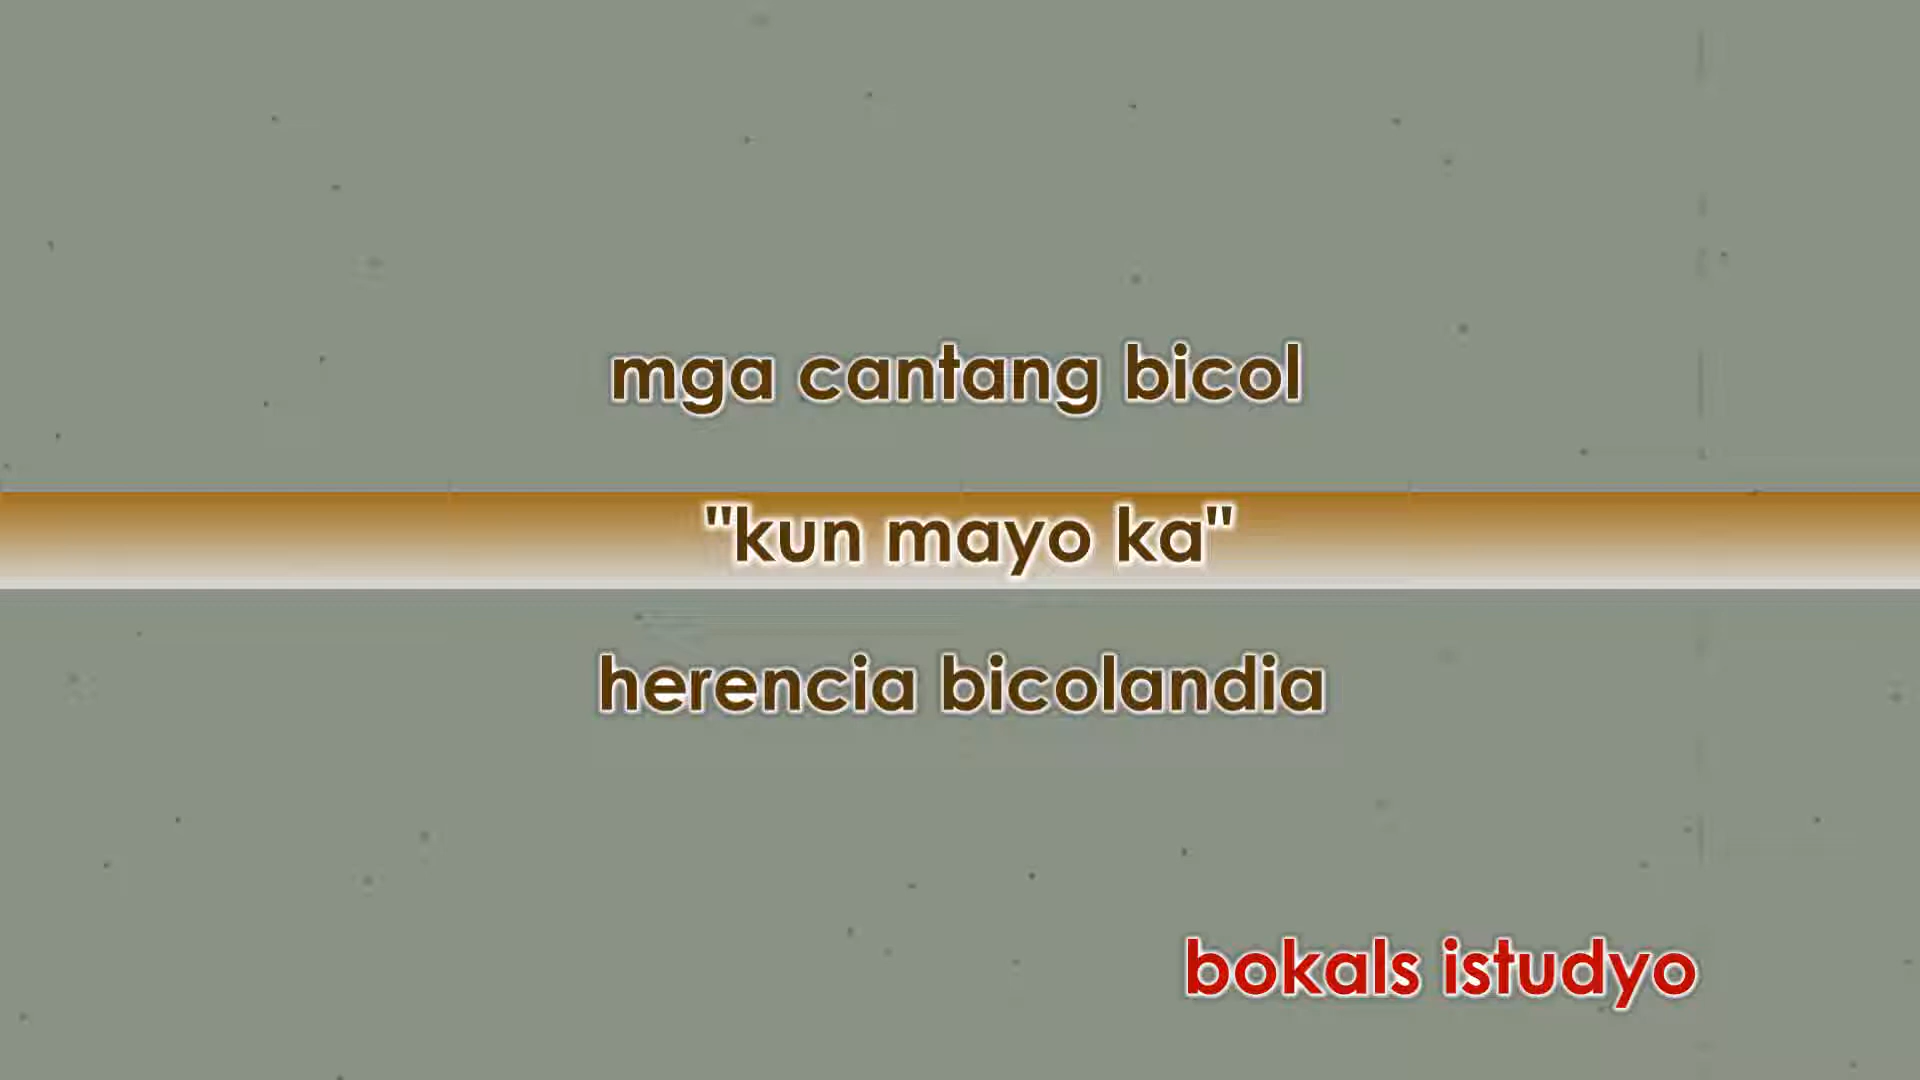 mga cantang bicol
"kun mayo ka"
herencia bicolandia
bokals istudyo